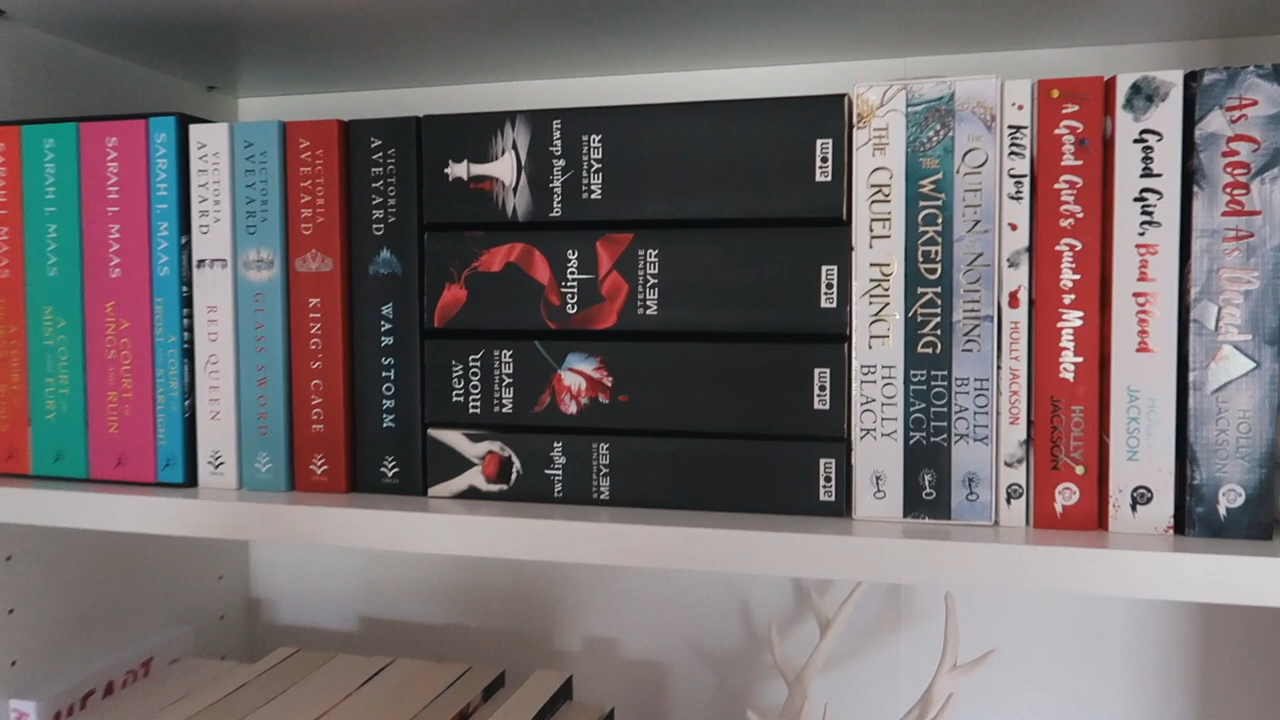 SARAH J. MAAS
SARAH J. MAAS
A COURT OF
MIST AND FURY
SARAH J. MAAS
A COURT OF
WINGS AND RUIN
SARAH J. MAAS
A COURT OF
FROST AND STARLIGHT
VICTORIA
AVEYARD
RED QUEEN
VICTORIA
AVEYARD
GLASS SWORD
VICTORIA
AVEYARD
KING'S CAGE
VICTORIA
AVEYARD
WAR STORM
breaking dawn
STEPHENIE
MEYER
atom
eclipse
STEPHENIE
MEYER
atom
new
moon
STEPHENIE
MEYER
atom
twilight
STEPHENIE
MEYER
atom
THE CRUEL PRINCE
HOLLY
BLACK
THE WICKED KING
HOLLY
BLACK
THE QUEEN of NOTHING
HOLLY
BLACK
Kill Joy
HOLLY JACKSON
A Good Girl's Guide to Murder
HOLLY
JACKSON
Good Girl, Bad Blood
HOLLY
JACKSON
As Good As Dead
HOLLY
JACKSON
HEART